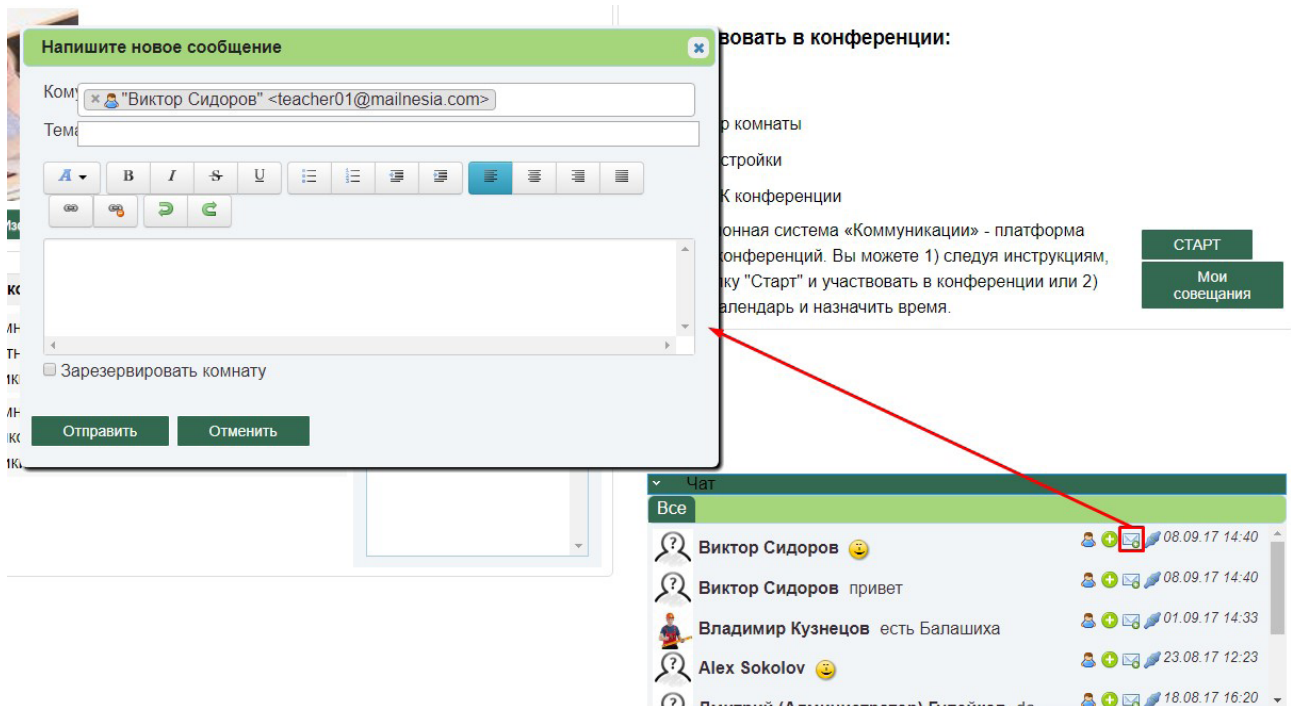 Напишите новое сообщение
Кому
"Виктор Сидоров" <teacher01@mailnesia.com>
Тема
A
B I S U
Зарезервировать комнату
Отправить Отменить
вовать в конференции:
комнаты
стройки
К конференции
онная система «Коммуникации» - платформа
конференций. Вы можете 1) следуя инструкциям,
"Старт" и участвовать в конференции или 2)
алендарь и назначить время.
СТАРТ
Мои
совещания
Чат
Все
Виктор Сидоров 08.09.17 14:40
Виктор Сидоров привет 08.09.17 14:40
Владимир Кузнецов есть Балашиха 01.09.17 14:33
Alex Sokolov 23.08.17 12:23
18.08.17 16:20